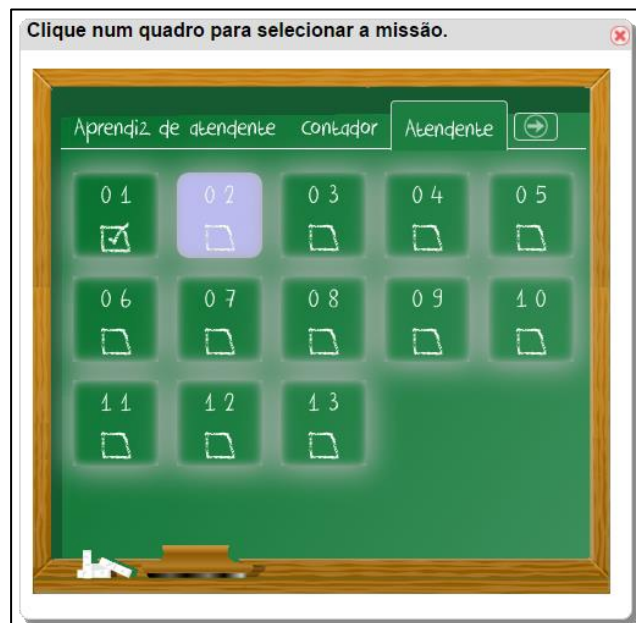 Clique num quadro para selecionar a missão.
Aprendiz de atendente Contador Atendente
01 02 03 04 05
06 07 08 09 10
11 12 13